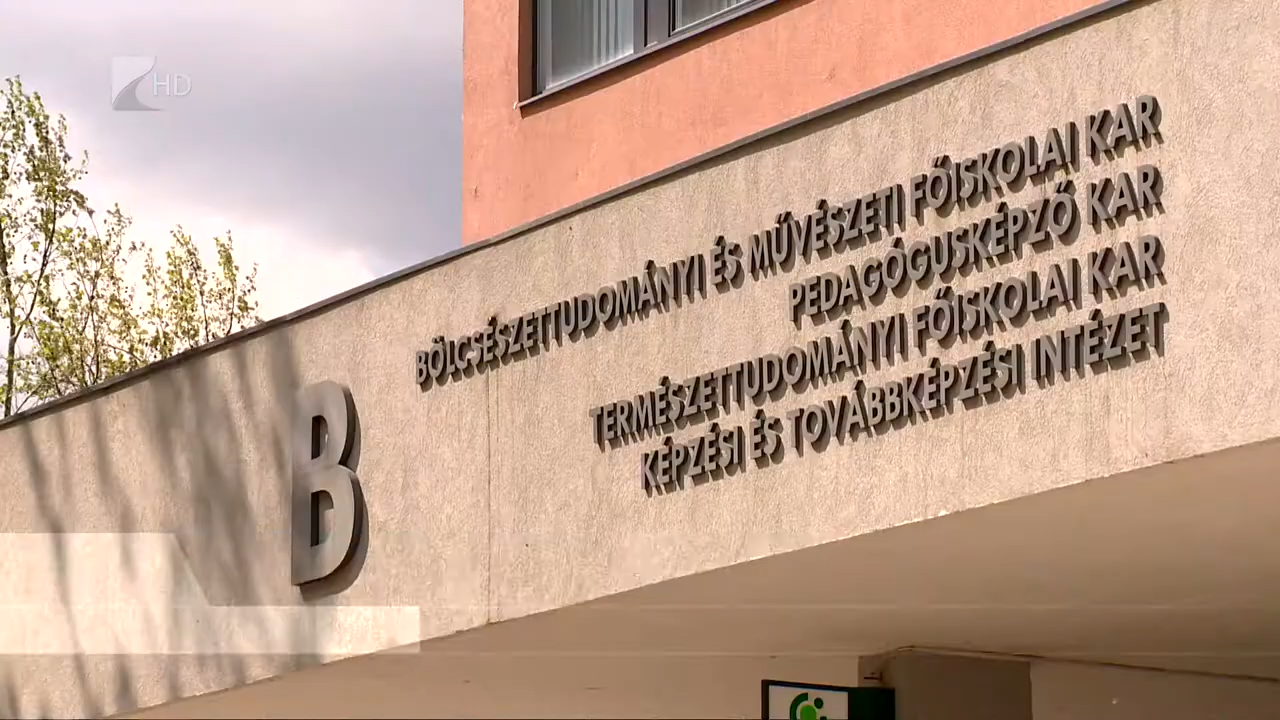 HD
BÖLCSÉSZETTUDOMÁNYI ÉS MŰVÉSZETI FŐISKOLAI KAR
PEDAGÓGUSKÉPZŐ KAR
TERMÉSZETTUDOMÁNYI FŐISKOLAI KAR
KÉPZÉSI ÉS TOVÁBBKÉPZÉSI INTÉZET
B